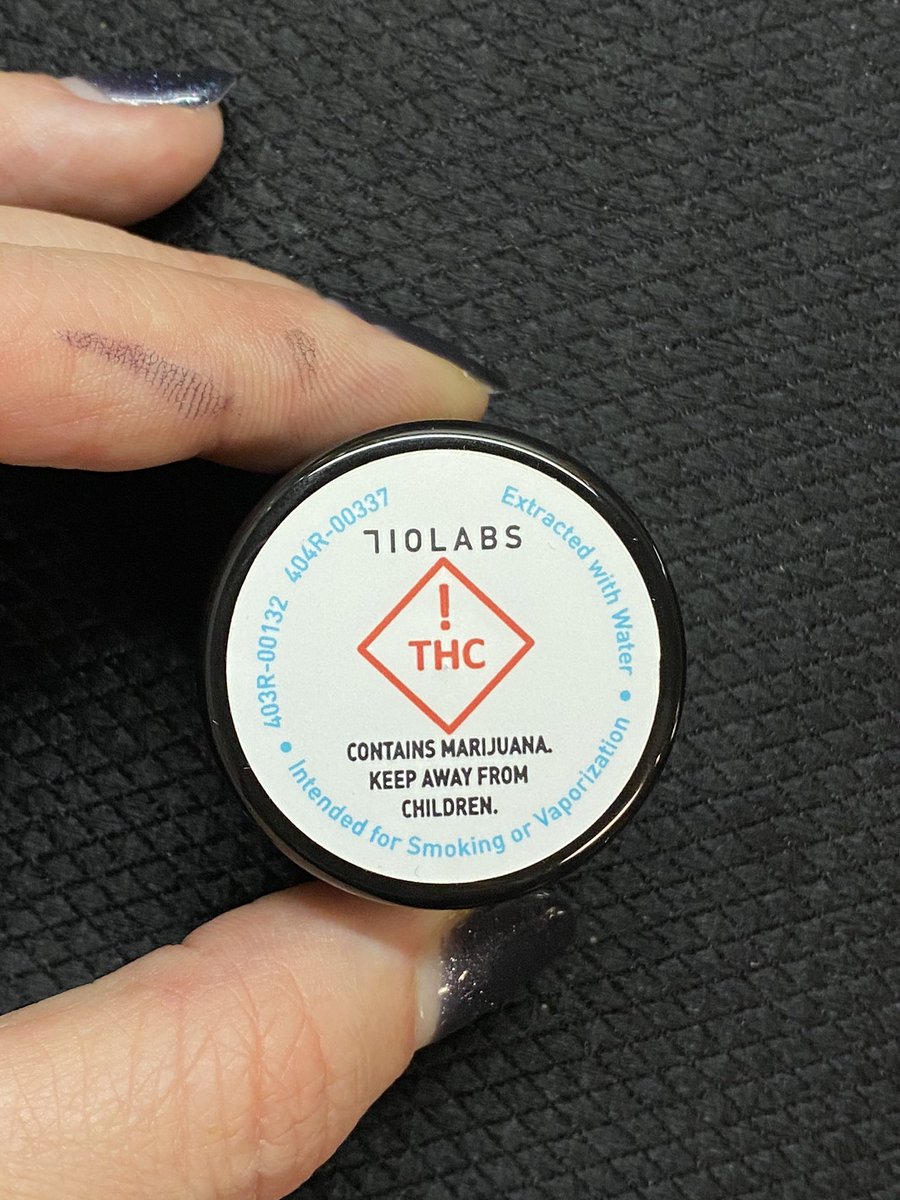 403R-00132 404R-00337
Extracted with Water
710LABS
!
THC
CONTAINS MARIJUANA.
KEEP AWAY FROM
CHILDREN.
Intended for Smoking or Vaporization